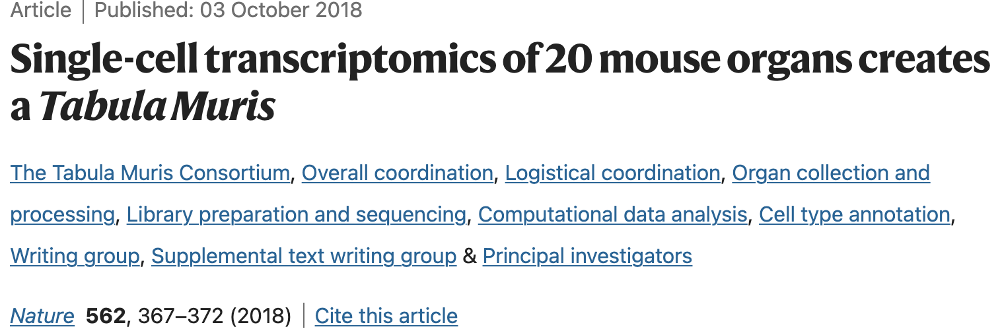 Article | Published: 03 October 2018
Single-cell transcriptomics of 20 mouse organs creates
a Tabula Muris
The Tabula Muris Consortium, Overall coordination, Logistical coordination, Organ collection and
processing, Library preparation and sequencing, Computational data analysis, Cell type annotation,
Writing group, Supplemental text writing group & Principal investigators
Nature 562, 367–372 (2018) | Cite this article